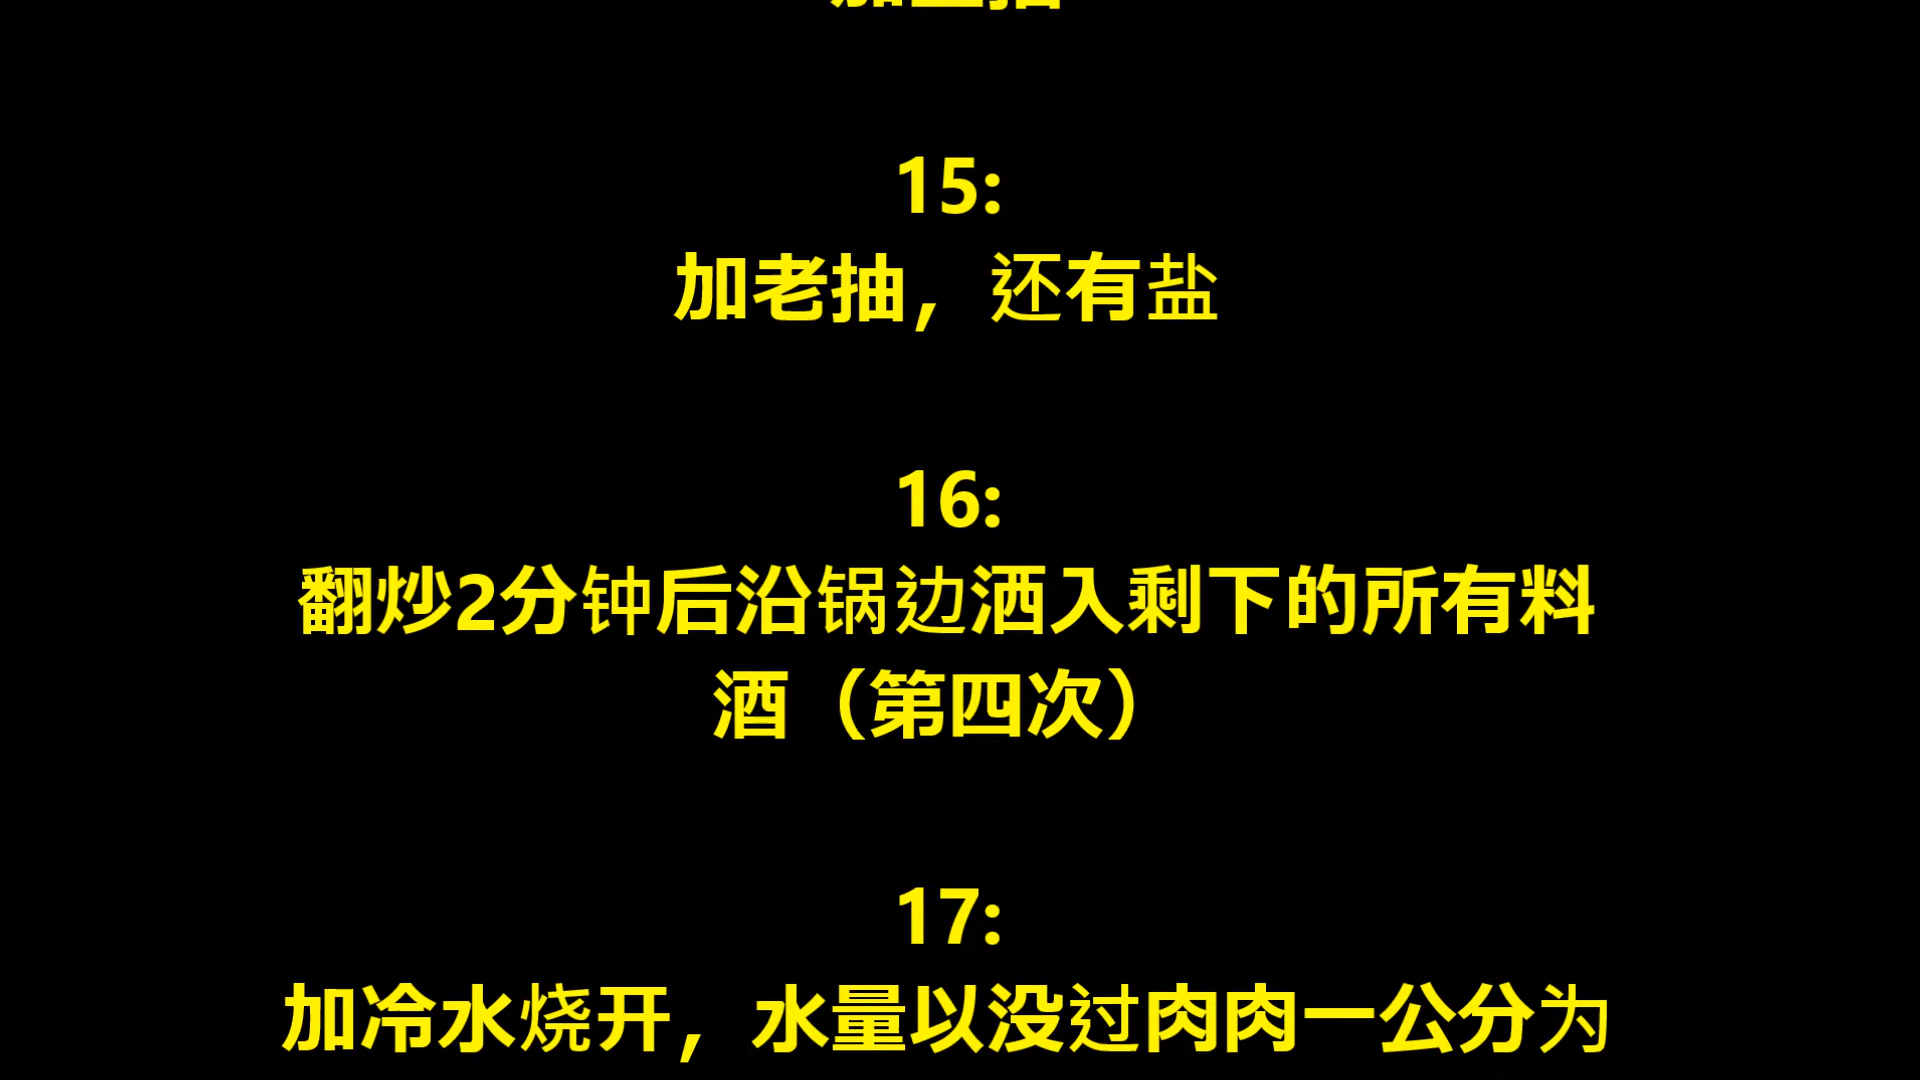 15:
加老抽，还有盐
16:
翻炒2分钟后沿锅边洒入剩下的所有料
酒（第四次）
17:
加冷水烧开，水量以没过肉肉一公分为